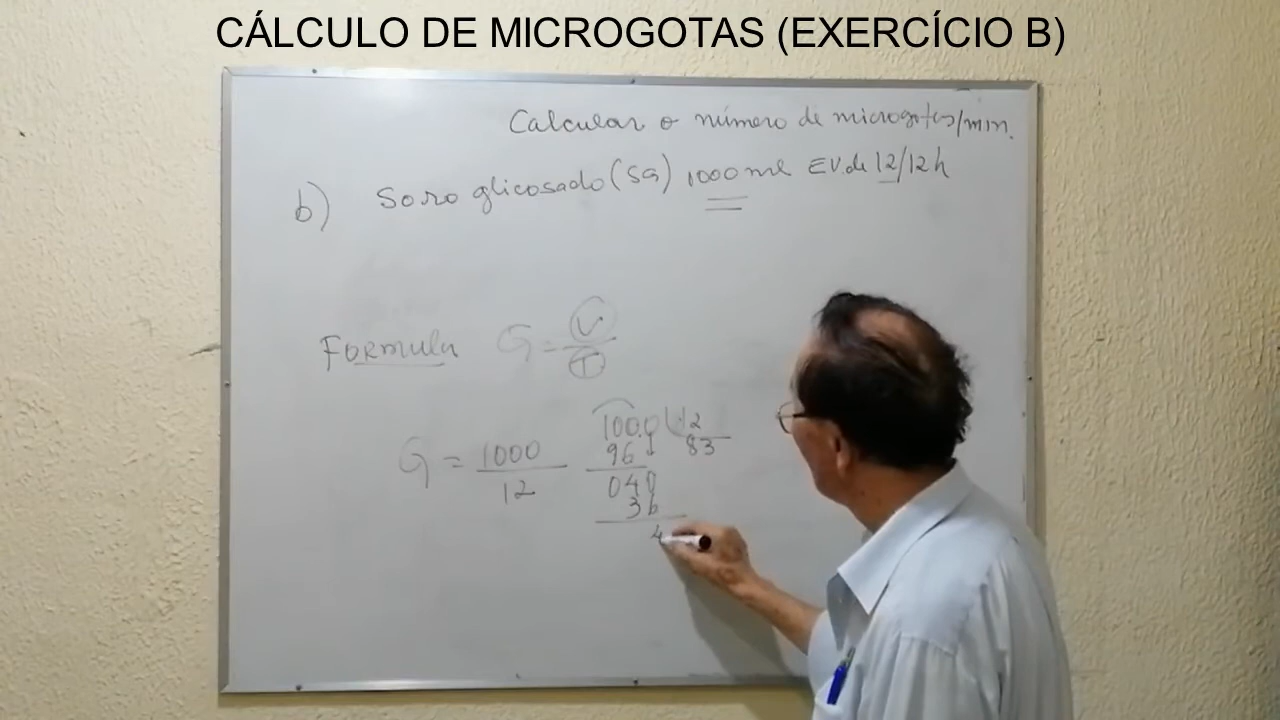 CÁLCULO DE MICROGOTAS (EXERCÍCIO B)
Calcular o número de microgotas/min.
b) Soro glicosado (SG) 1000 ml EV. de 12/12h
Formula G = V
T
G = 1000
12
1000 12
96 83
040
36
4